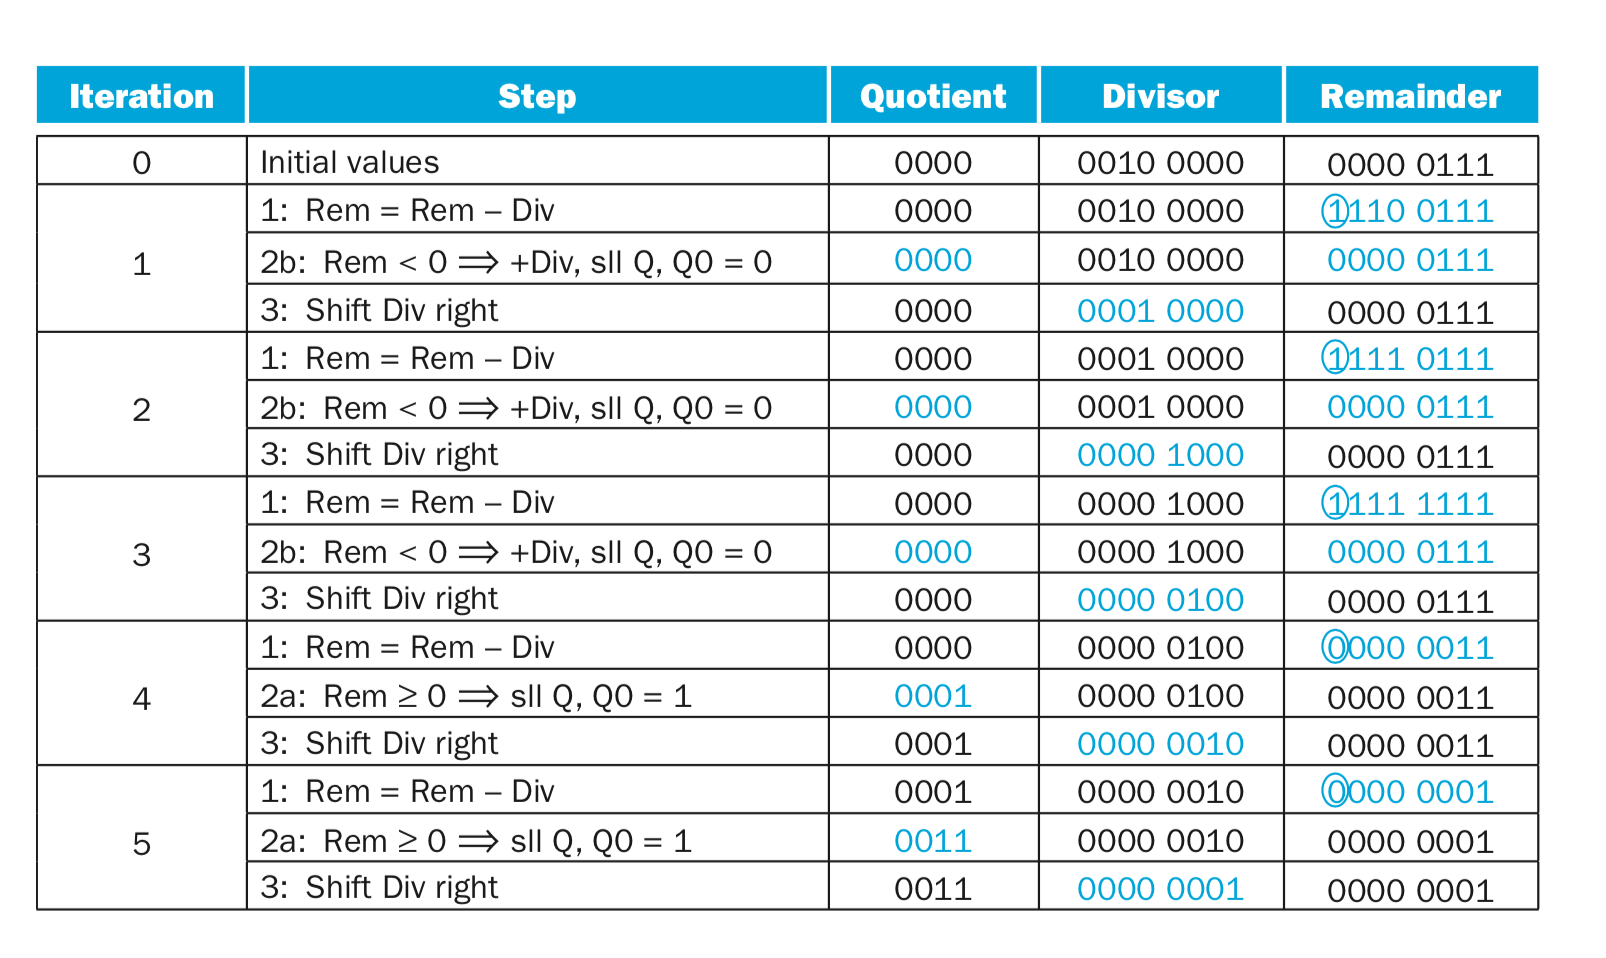 Iteration Step Quotient Divisor Remainder
0 Initial values 0000 0010 0000 0000 0111
1 1: Rem = Rem – Div 0000 0010 0000 1110 0111
2b: Rem < 0 ⟹ +Div, sll Q, Q0 = 0 0000 0010 0000 0000 0111
3: Shift Div right 0000 0001 0000 0000 0111
2 1: Rem = Rem – Div 0000 0001 0000 1111 0111
2b: Rem < 0 ⟹ +Div, sll Q, Q0 = 0 0000 0001 0000 0000 0111
3: Shift Div right 0000 0000 1000 0000 0111
3 1: Rem = Rem – Div 0000 0000 1000 1111 1111
2b: Rem < 0 ⟹ +Div, sll Q, Q0 = 0 0000 0000 1000 0000 0111
3: Shift Div right 0000 0000 0100 0000 0111
4 1: Rem = Rem – Div 0000 0000 0100 0000 0011
2a: Rem ≥ 0 ⟹ sll Q, Q0 = 1 0001 0000 0100 0000 0011
3: Shift Div right 0001 0000 0010 0000 0011
5 1: Rem = Rem – Div 0001 0000 0010 0000 0001
2a: Rem ≥ 0 ⟹ sll Q, Q0 = 1 0011 0000 0010 0000 0001
3: Shift Div right 0011 0000 0001 0000 0001